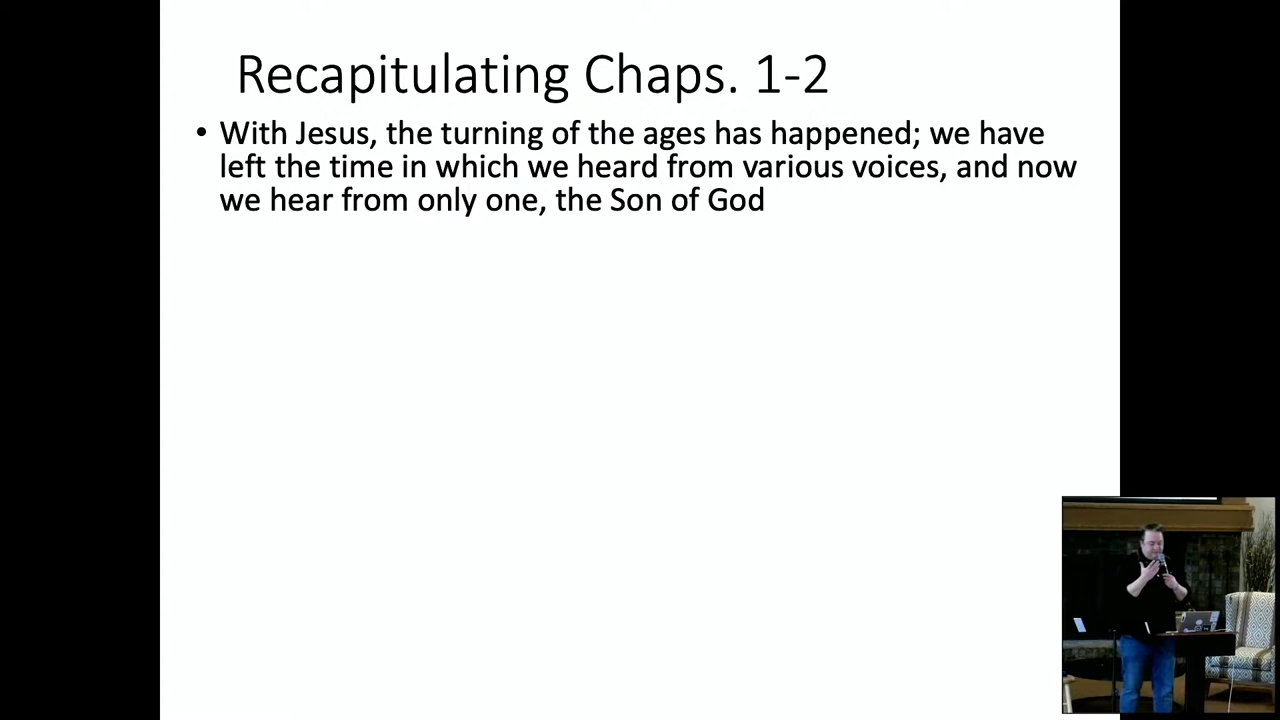 Recapitulating Chaps. 1-2
• With Jesus, the turning of the ages has happened; we have
left the time in which we heard from various voices, and now
we hear from only one, the Son of God